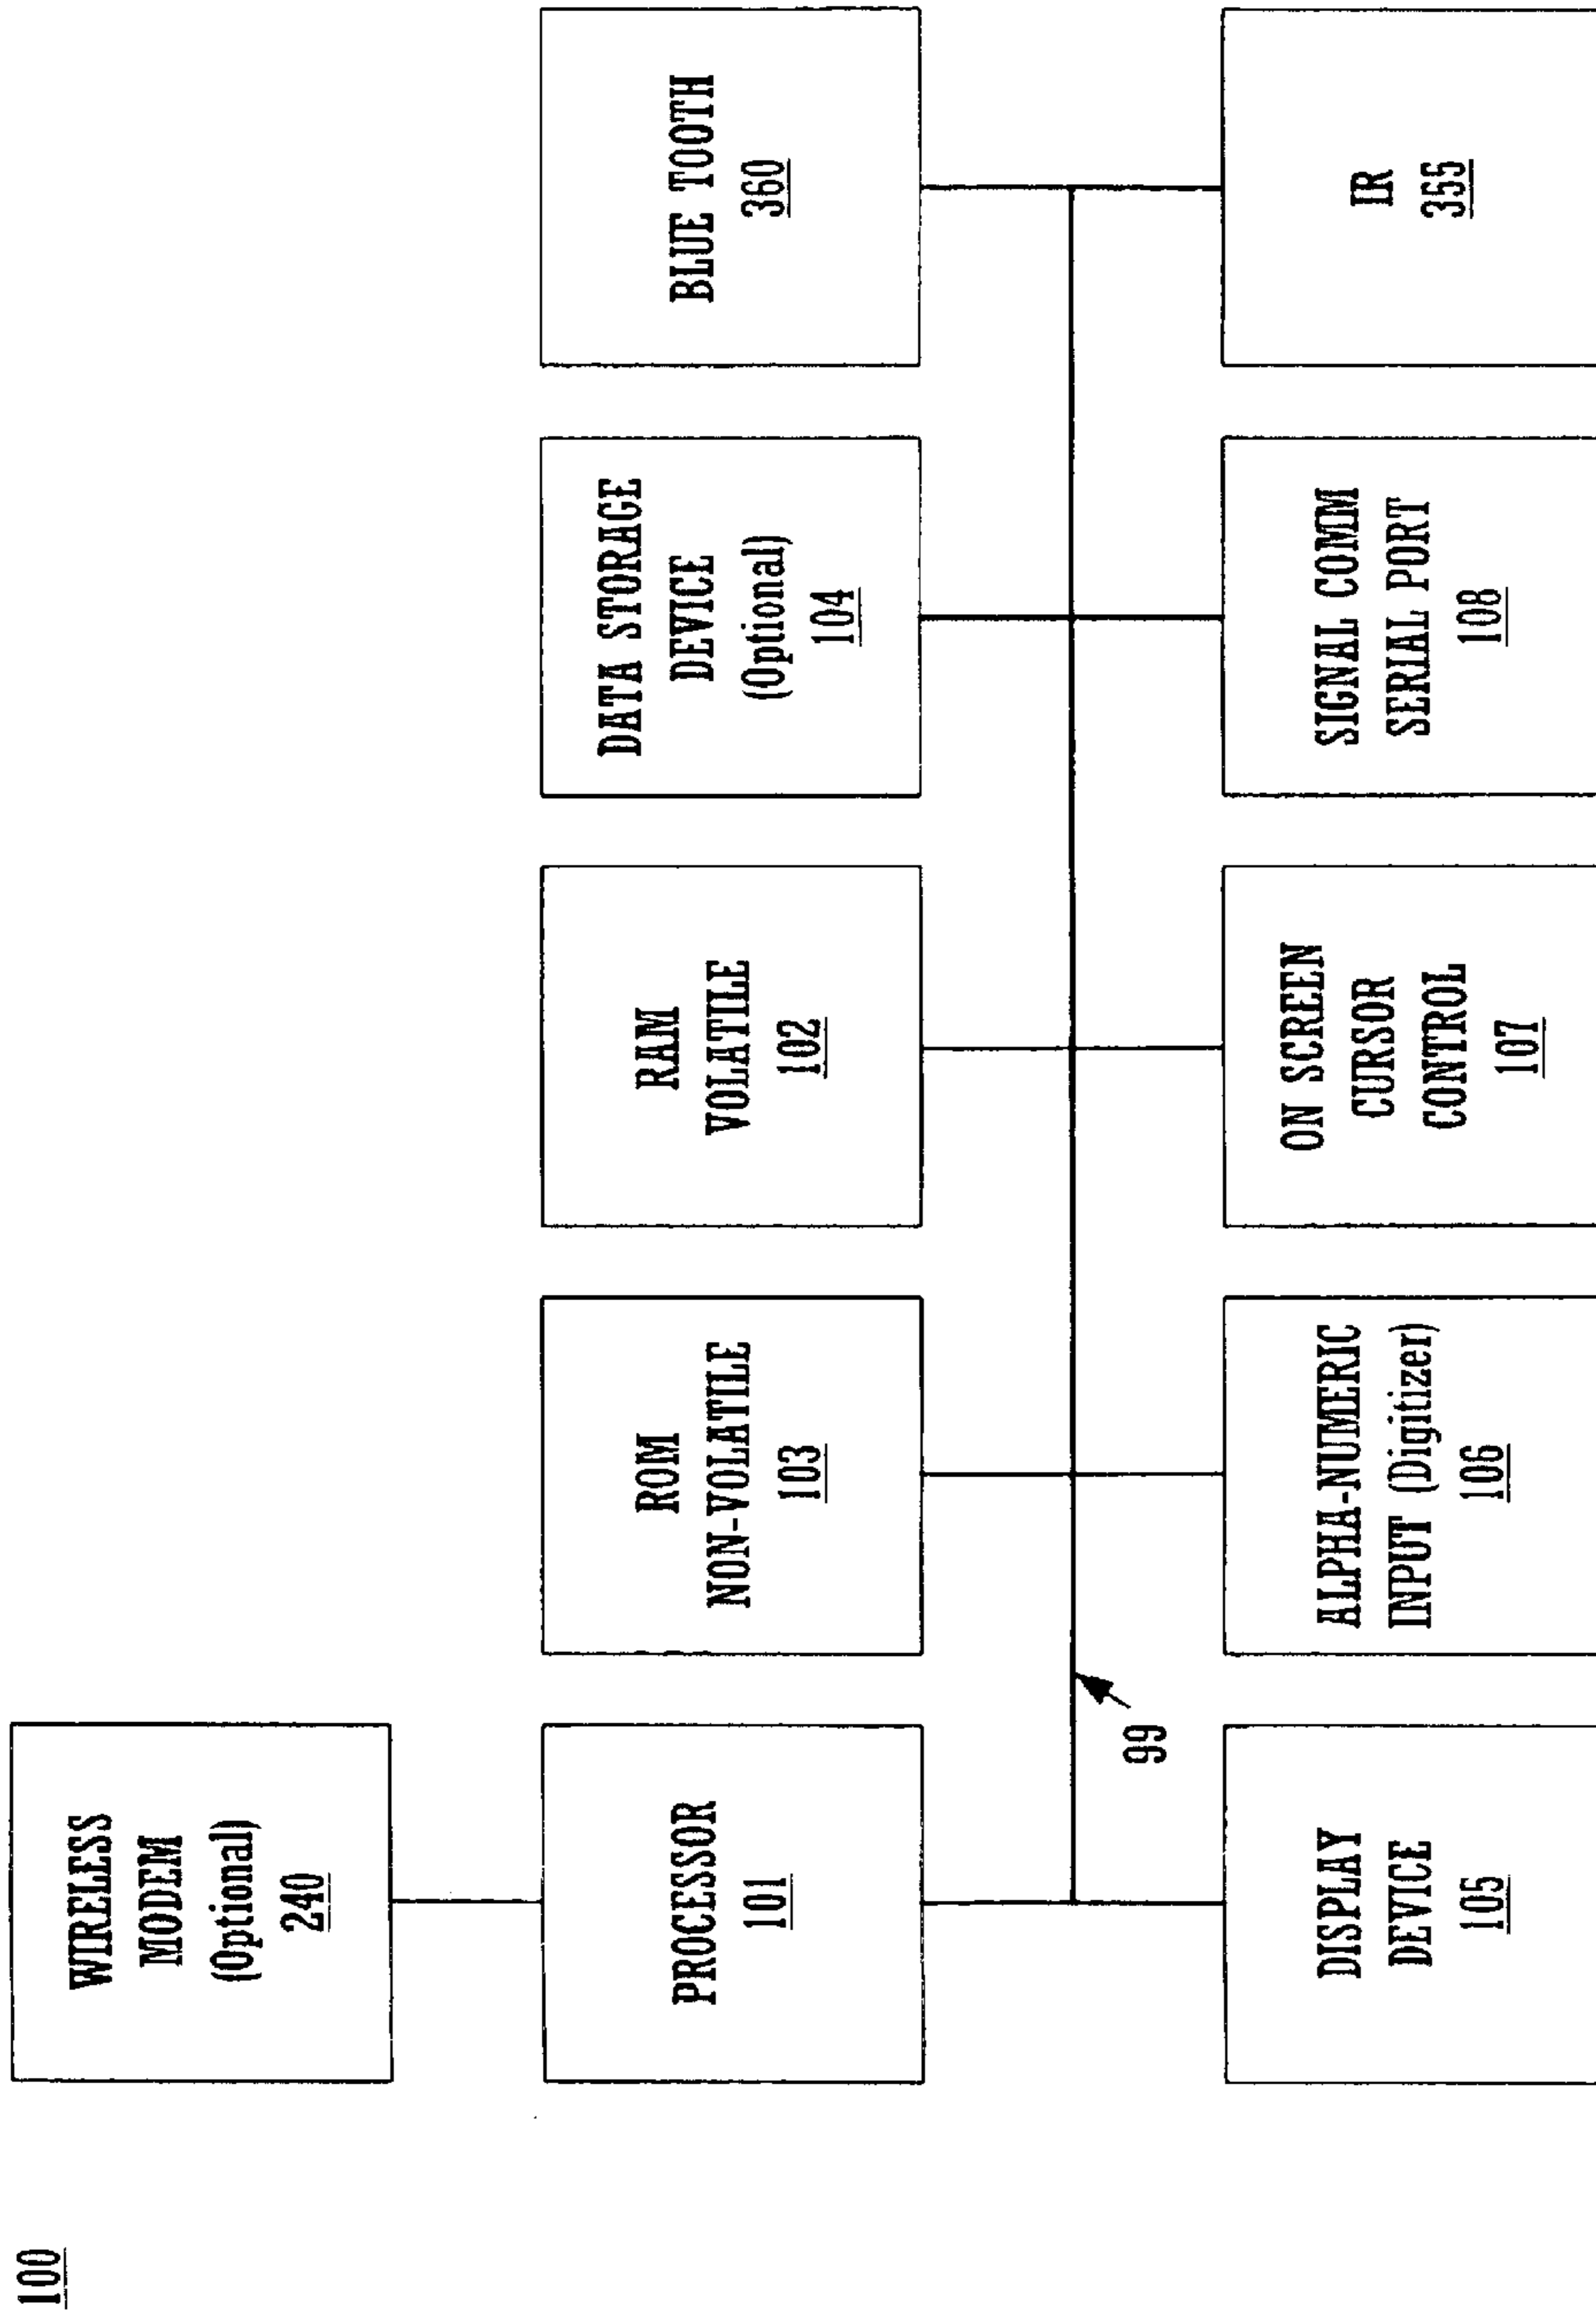 100
WIRELESS
MODEM
(Optional)
240
PROCESSOR
101
ROM
NON-VOLATILE
103
RAM
VOLATILE
102
DATA STORAGE
DEVICE
(Optional)
104
BLUE TOOTH
360
99
DISPLAY
DEVICE
105
ALPHA-NUMERIC
INPUT (Digitizer)
106
ON SCREEN
CURSOR
CONTROL
107
SIGNAL COMM
SERIAL PORT
108
IR
355